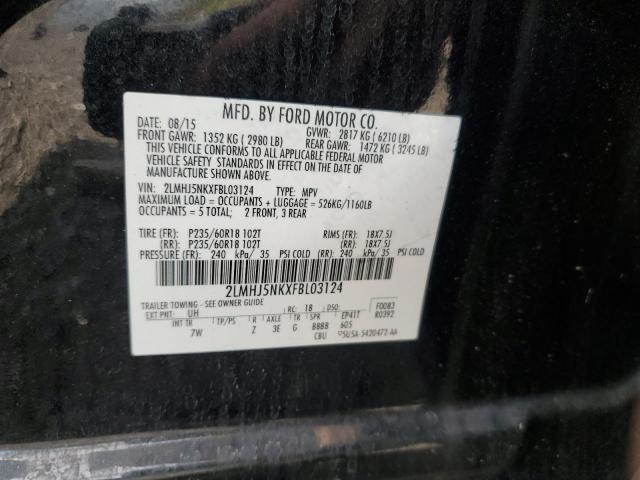 MFD. BY FORD MOTOR CO.
DATE: 08/15 GVWR: 2817 KG ( 6210 LB)
FRONT GAWR: 1352 KG ( 2980 LB) REAR GAWR: 1472 KG ( 3245 LB)
THIS VEHICLE CONFORMS TO ALL APPLICABLE FEDERAL MOTOR
VEHICLE SAFETY STANDARDS IN EFFECT ON THE DATE OF
MANUFACTURE SHOWN ABOVE.
VIN: 2LMHJ5NKXFBL03124 TYPE: MPV
MAXIMUM LOAD = OCCUPANTS + LUGGAGE = 526KG/1160LB
OCCUPANTS = 5 TOTAL; 2 FRONT, 3 REAR
TIRE (FR): P235/60R18 102T RIMS (FR): 18X7.5J
(RR): P235/60R18 102T (RR): 18X7.5J
PRESSURE (FR): 240 kPa/ 35 PSI COLD (RR): 240 kPa/ 35 PSI COLD
2LMHJ5NKXFBL03124
TRAILER TOWING - SEE OWNER GUIDE
EXT PNT: UH RC: 18 DSO: F0083
INT TR TP/PS R AXLE TR SPR EP41T R0392
7W Z 3E G BBBB 605
CBU 5U5A-5420472-AA